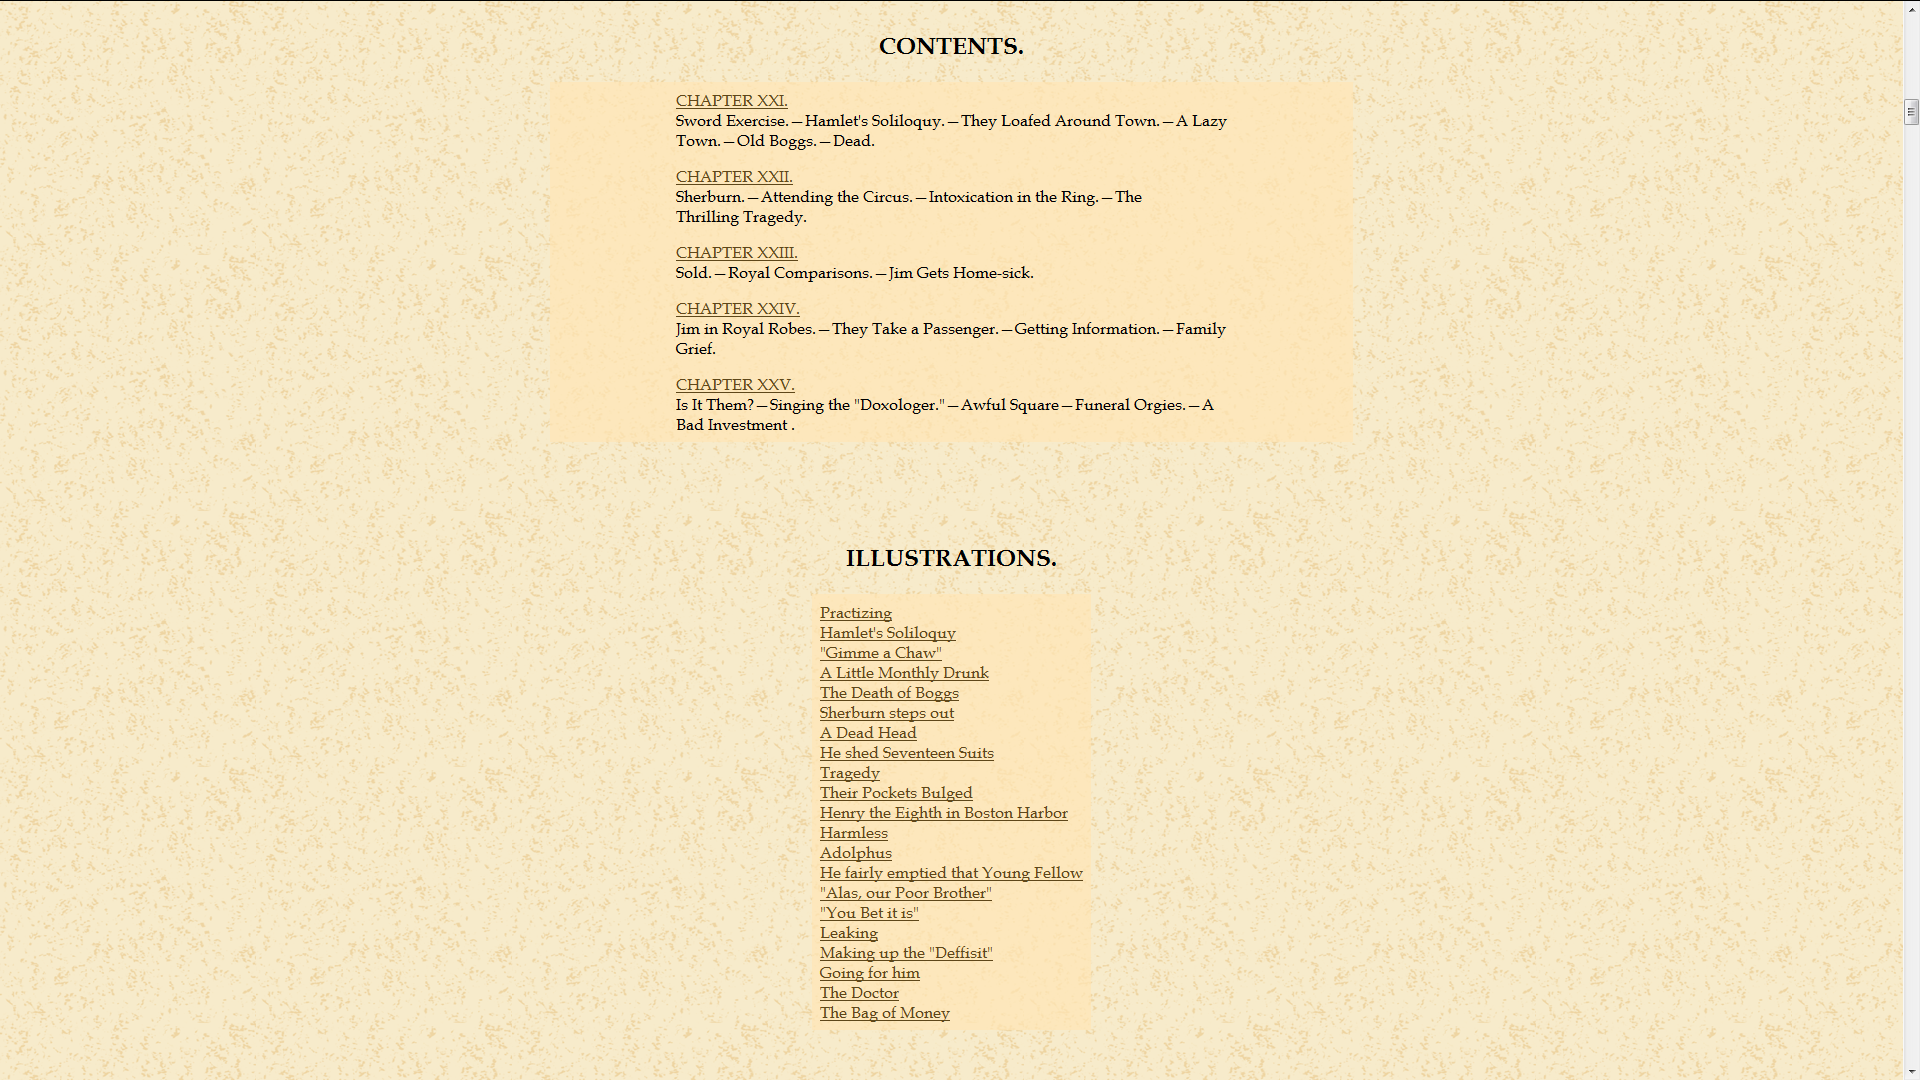 CONTENTS.
CHAPTER XXI.
Sword Exercise.—Hamlet's Soliloquy.—They Loafed Around Town.—A Lazy
Town.—Old Boggs.—Dead.
CHAPTER XXII.
Sherburn.—Attending the Circus.—Intoxication in the Ring.—The
Thrilling Tragedy.
CHAPTER XXIII.
Sold.—Royal Comparisons.—Jim Gets Home-sick.
CHAPTER XXIV.
Jim in Royal Robes.—They Take a Passenger.—Getting Information.—Family
Grief.
CHAPTER XXV.
Is It Them?—Singing the "Doxologer."—Awful Square—Funeral Orgies.—A
Bad Investment .
ILLUSTRATIONS.
Practizing
Hamlet's Soliloquy
"Gimme a Chaw"
A Little Monthly Drunk
The Death of Boggs
Sherburn steps out
A Dead Head
He shed Seventeen Suits
Tragedy
Their Pockets Bulged
Henry the Eighth in Boston Harbor
Harmless
Adolphus
He fairly emptied that Young Fellow
"Alas, our Poor Brother"
"You Bet it is"
Leaking
Making up the "Deffisit"
Going for him
The Doctor
The Bag of Money